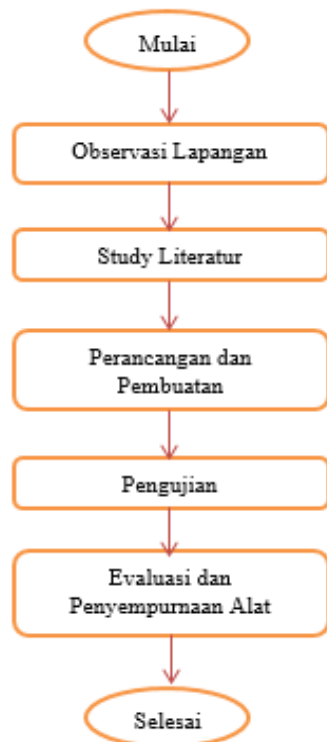 Mulai
Observasi Lapangan
Study Literatur
Perancangan dan
Pembuatan
Pengujian
Evaluasi dan
Penyempurnaan Alat
Selesai